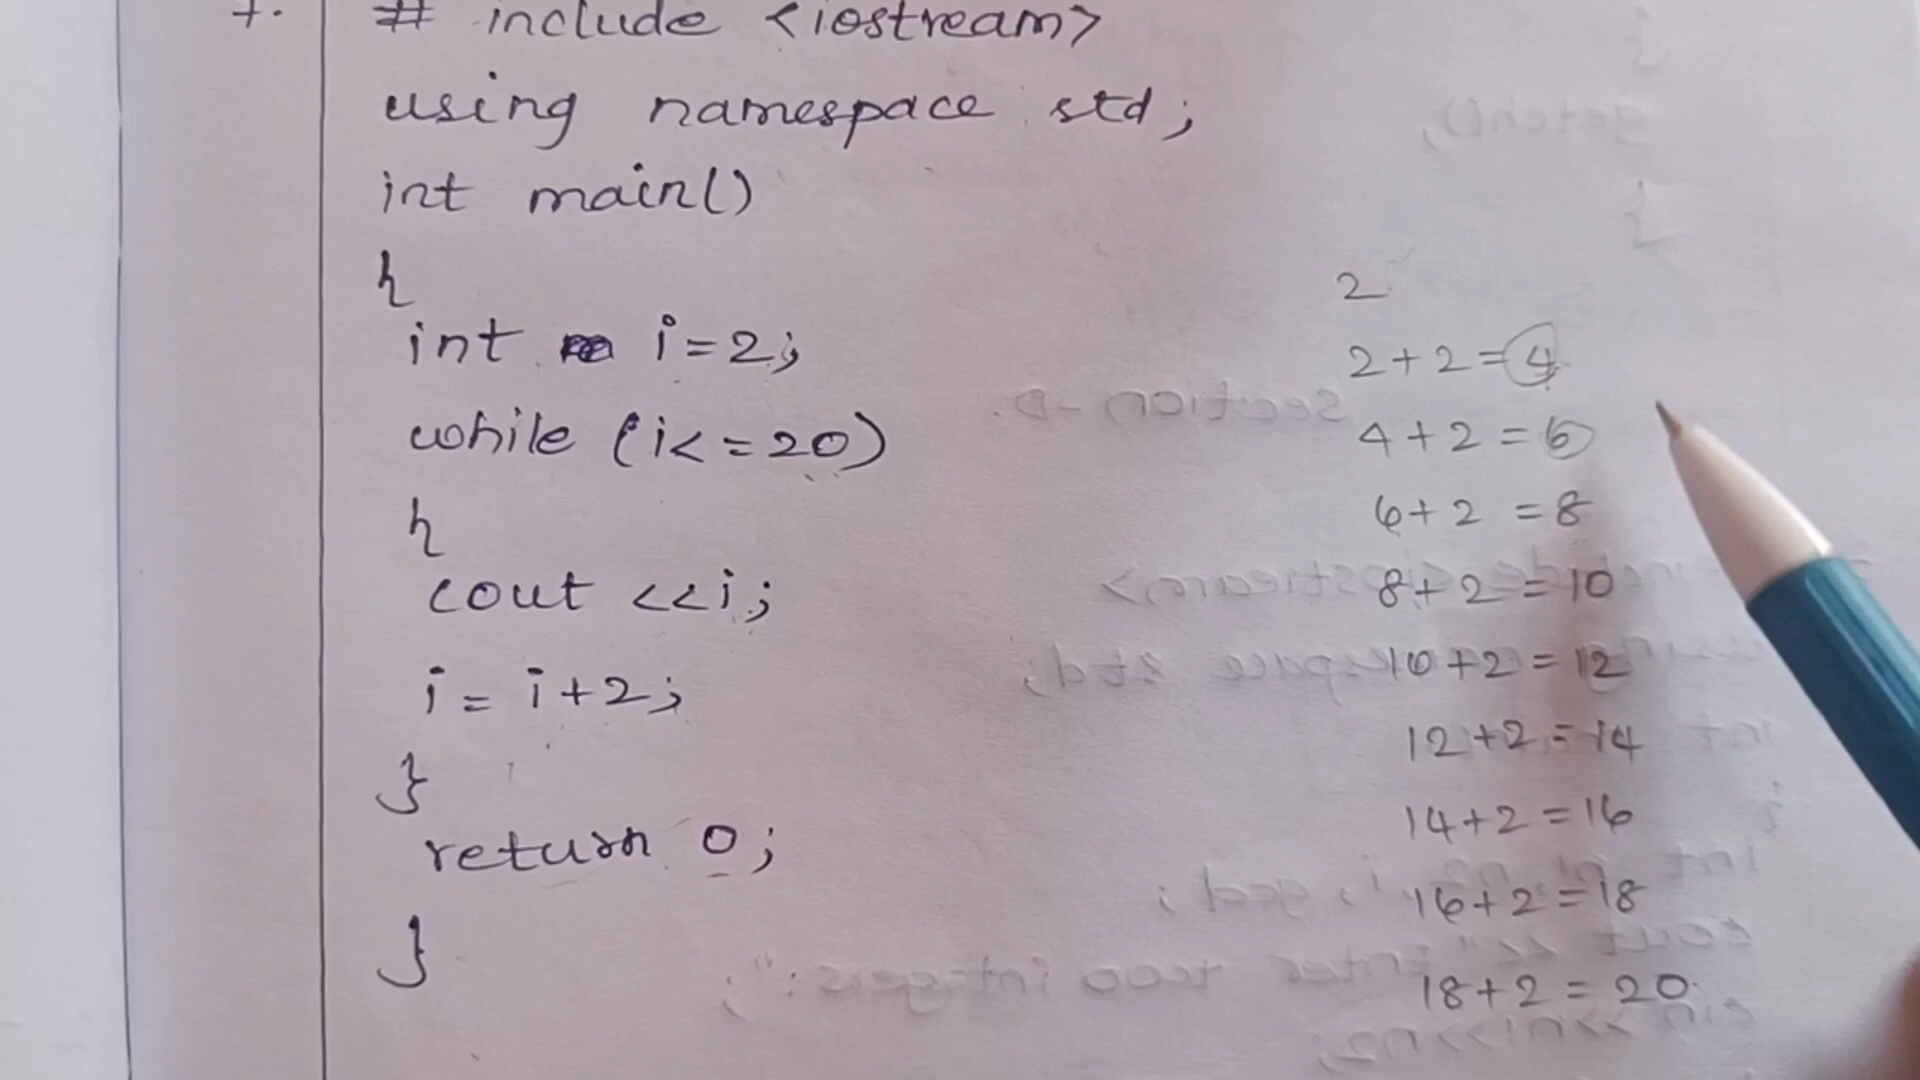 7. # include <iostream>
using namespace std;
int main()
{
int i=2;
while (i<=20)
{
cout <<i;
i = i+2;
}
return 0;
}
2
2+2=4
4+2=6
6+2=8
8+2=10
10+2=12
12+2=14
14+2=16
16+2=18
18+2=20